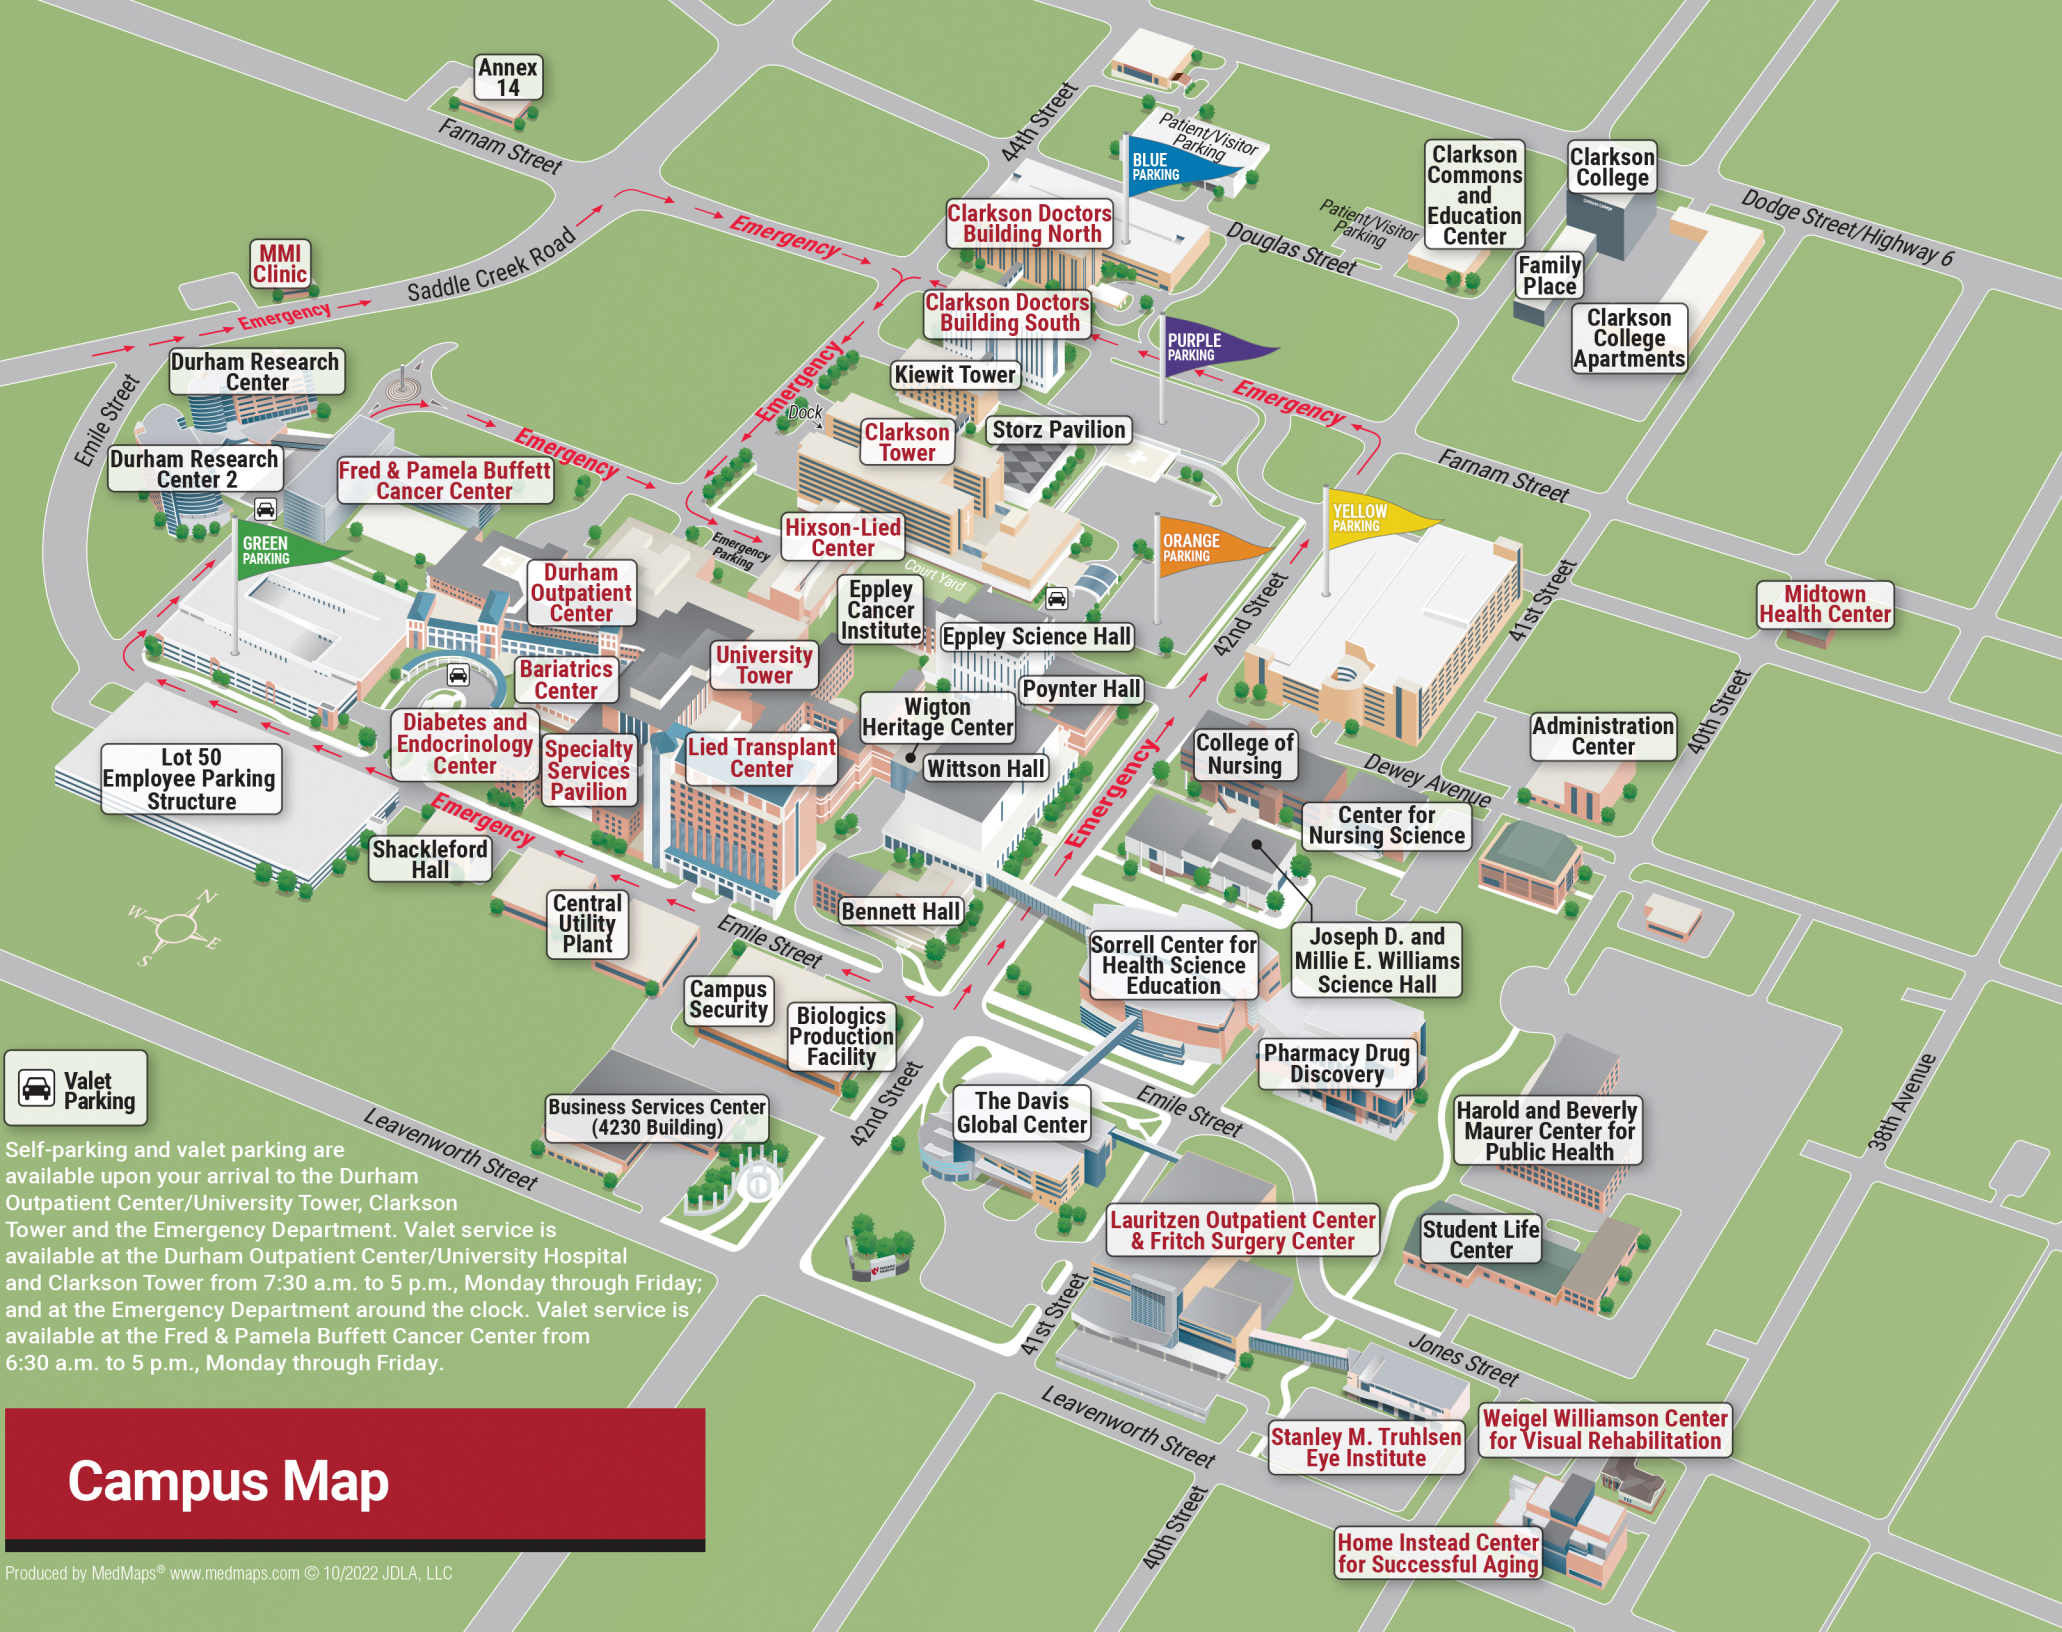 Annex
14
Farnam Street
44th Street
Patient/Visitor
Parking
BLUE
PARKING
Clarkson
Commons
and
Education
Center
Clarkson
College
Clarkson College
Dodge Street/Highway 6
Patient/Visitor
Parking
Douglas Street
Clarkson Doctors
Building North
Emergency
MMI
Clinic
Saddle Creek Road
Emergency
Family
Place
Clarkson
College
Apartments
Clarkson Doctors
Building South
PURPLE
PARKING
Durham Research
Center
Emile Street
Kiewit Tower
Emergency
Emergency
Dock
Clarkson
Tower
Storz Pavilion
Emergency
Durham Research
Center 2
Fred & Pamela Buffett
Cancer Center
Farnam Street
YELLOW
PARKING
GREEN
PARKING
Emergency
Parking
Hixson-Lied
Center
ORANGE
PARKING
Court Yard
Durham
Outpatient
Center
Eppley
Cancer
Institute
Eppley Science Hall
42nd Street
41st Street
Midtown
Health Center
University
Tower
Bariatrics
Center
Poynter Hall
Wigton
Heritage Center
40th Street
Diabetes and
Endocrinology
Center
Specialty
Services
Pavilion
Lied Transplant
Center
Wittson Hall
College of
Nursing
Administration
Center
Dewey Avenue
Lot 50
Employee Parking
Structure
Emergency
Emergency
Center for
Nursing Science
Shackleford
Hall
N
W
E
S
Central
Utility
Plant
Bennett Hall
Emile Street
Sorrell Center for
Health Science
Education
Joseph D. and
Millie E. Williams
Science Hall
Campus
Security
Biologics
Production
Facility
Pharmacy Drug
Discovery
Valet
Parking
The Davis
Global Center
Emile Street
42nd Street
Harold and Beverly
Maurer Center for
Public Health
38th Avenue
Business Services Center
(4230 Building)
Leavenworth Street
Self-parking and valet parking are
available upon your arrival to the Durham
Outpatient Center/University Tower, Clarkson
Tower and the Emergency Department. Valet service is
available at the Durham Outpatient Center/University Hospital
and Clarkson Tower from 7:30 a.m. to 5 p.m., Monday through Friday;
and at the Emergency Department around the clock. Valet service is
available at the Fred & Pamela Buffett Cancer Center from
6:30 a.m. to 5 p.m., Monday through Friday.
Lauritzen Outpatient Center
& Fritch Surgery Center
Student Life
Center
41st Street
Jones Street
Leavenworth Street
Stanley M. Truhlsen
Eye Institute
Weigel Williamson Center
for Visual Rehabilitation
40th Street
Home Instead Center
for Successful Aging
Campus Map
Produced by MedMaps® www.medmaps.com © 10/2022 JDLA, LLC